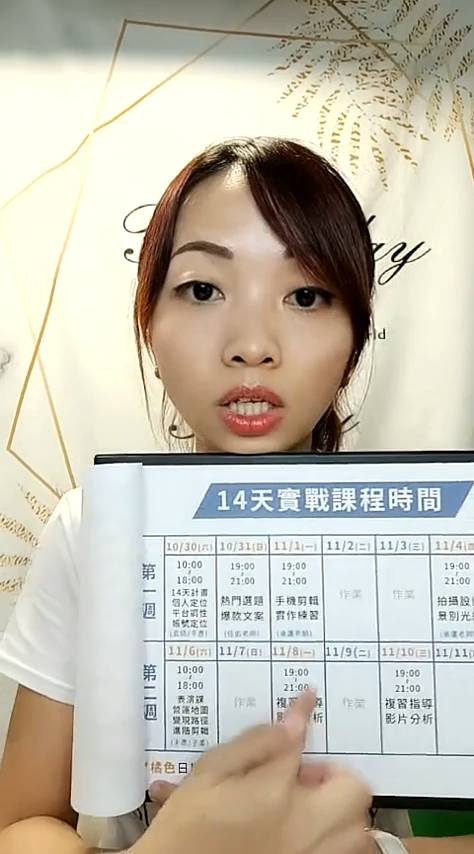 ay
rld
14天實戰課程時間
10/30(六) 10/31(日) 11/1(一) 11/2(二) 11/3(三) 11/4(四
第一週
10:00 19:00 19:00 19:00
18:00 21:00 21:00 作業 作業 21:00
14天計畫 熱門選題 手機剪輯 拍攝設
個人定位 爆款文案 實作練習 景別光
平台調性
帳號定位
11/6(六) 11/7(日) 11/8(一) 11/9(二) 11/10(三) 11/11(
第二週
10:00 19:00 19:00
18:00 作業 21:00 作業 21:00
表演課 複習 導 複習指導
營運地圖 析 影片分析
變現路徑
進階剪輯
橘色日